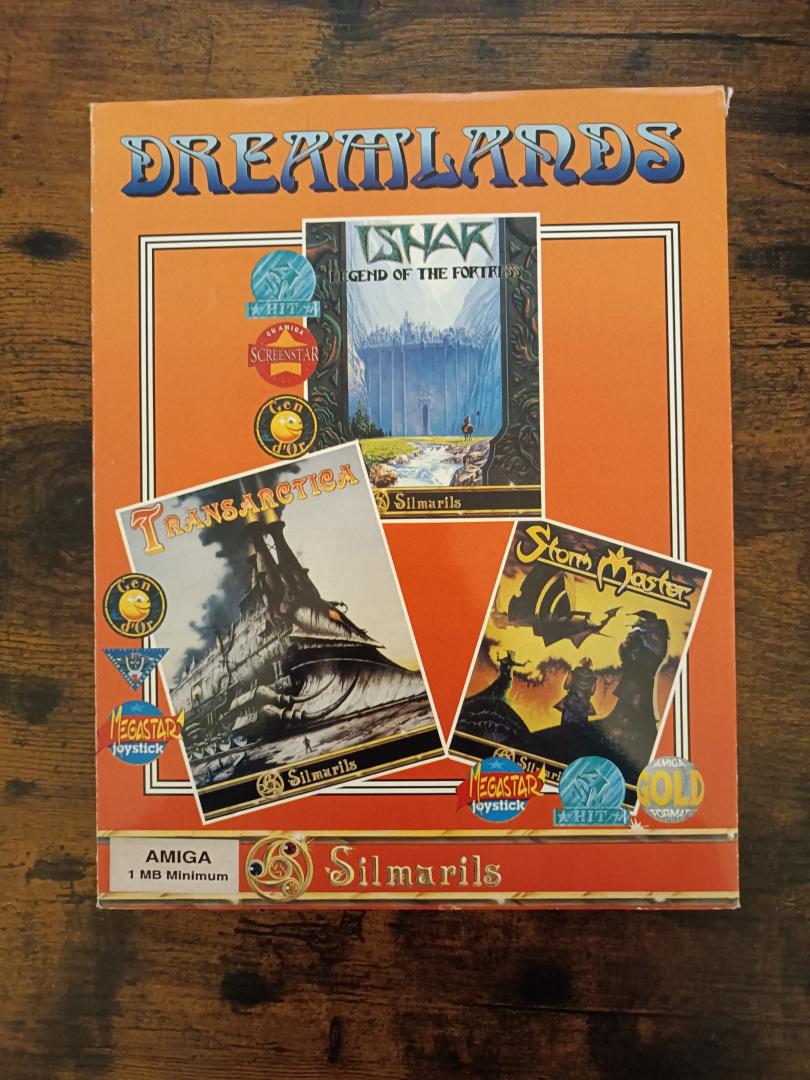 DREAMLANDS
ISHAR
LEGEND OF THE FORTRESS
HIT
CU AMIGA
SCREENSTAR
Gen
d'Or
Silmarils
TRANSARCTICA
Storm Master
Gen
d'Or
MEGASTAR
joystick
Silmarils
Silmari
MEGASTAR
joystick
HIT
AMIGA
GOLD
FORMAT
AMIGA
1 MB Minimum
Silmarils